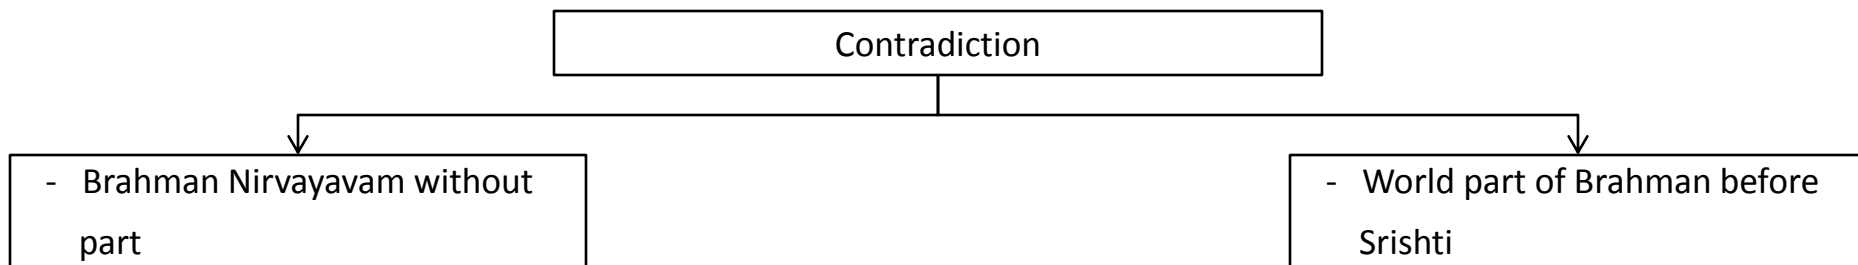 Contradiction
- Brahman Nirvayavam without
part
- World part of Brahman before
Srishti